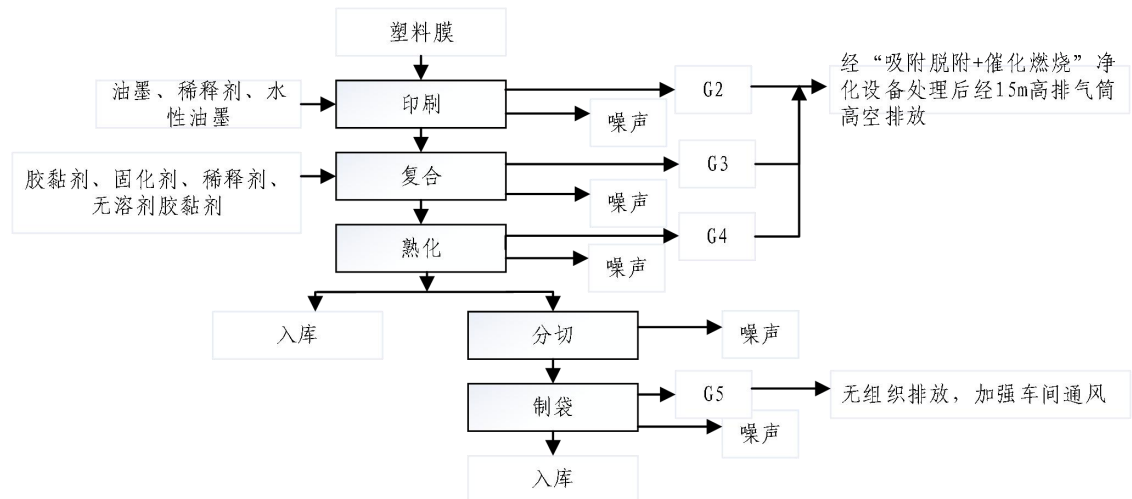 塑料膜
油墨、稀释剂、水
性油墨
印刷
G2
噪声
经“吸附脱附+催化燃烧”净
化设备处理后经15m高排气筒
高空排放
胶黏剂、固化剂、稀释剂、
无溶剂胶黏剂
复合
G3
噪声
熟化
G4
噪声
入库
分切
噪声
制袋
G5
无组织排放，加强车间通风
噪声
入库